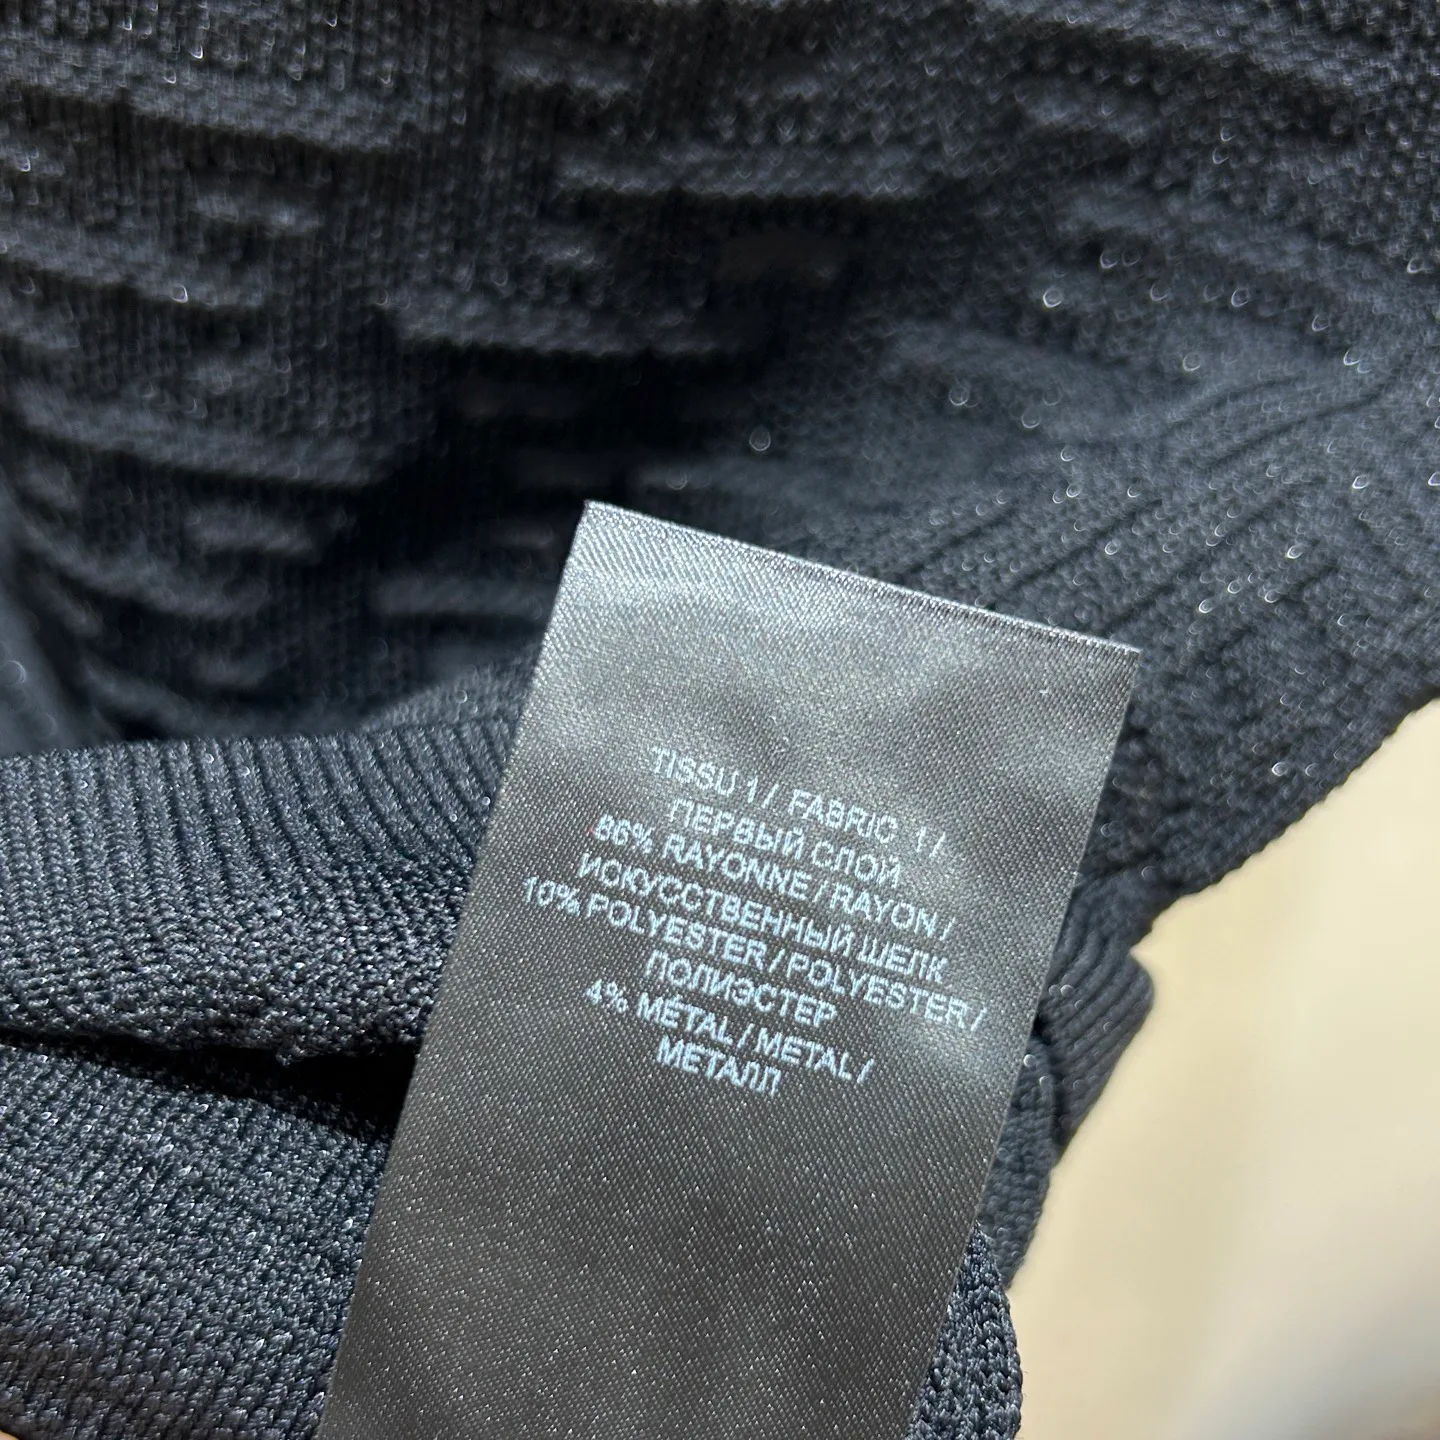 TISSU 1 / FABRIC 1 /
ПЕРВЫЙ СЛОЙ
86% RAYONNE / RAYON /
ИСКУССТВЕННЫЙ ШЕЛК
10% POLYESTER / POLYESTER /
ПОЛИЭСТЕР
4% MÉTAL / METAL /
МЕТАЛЛ